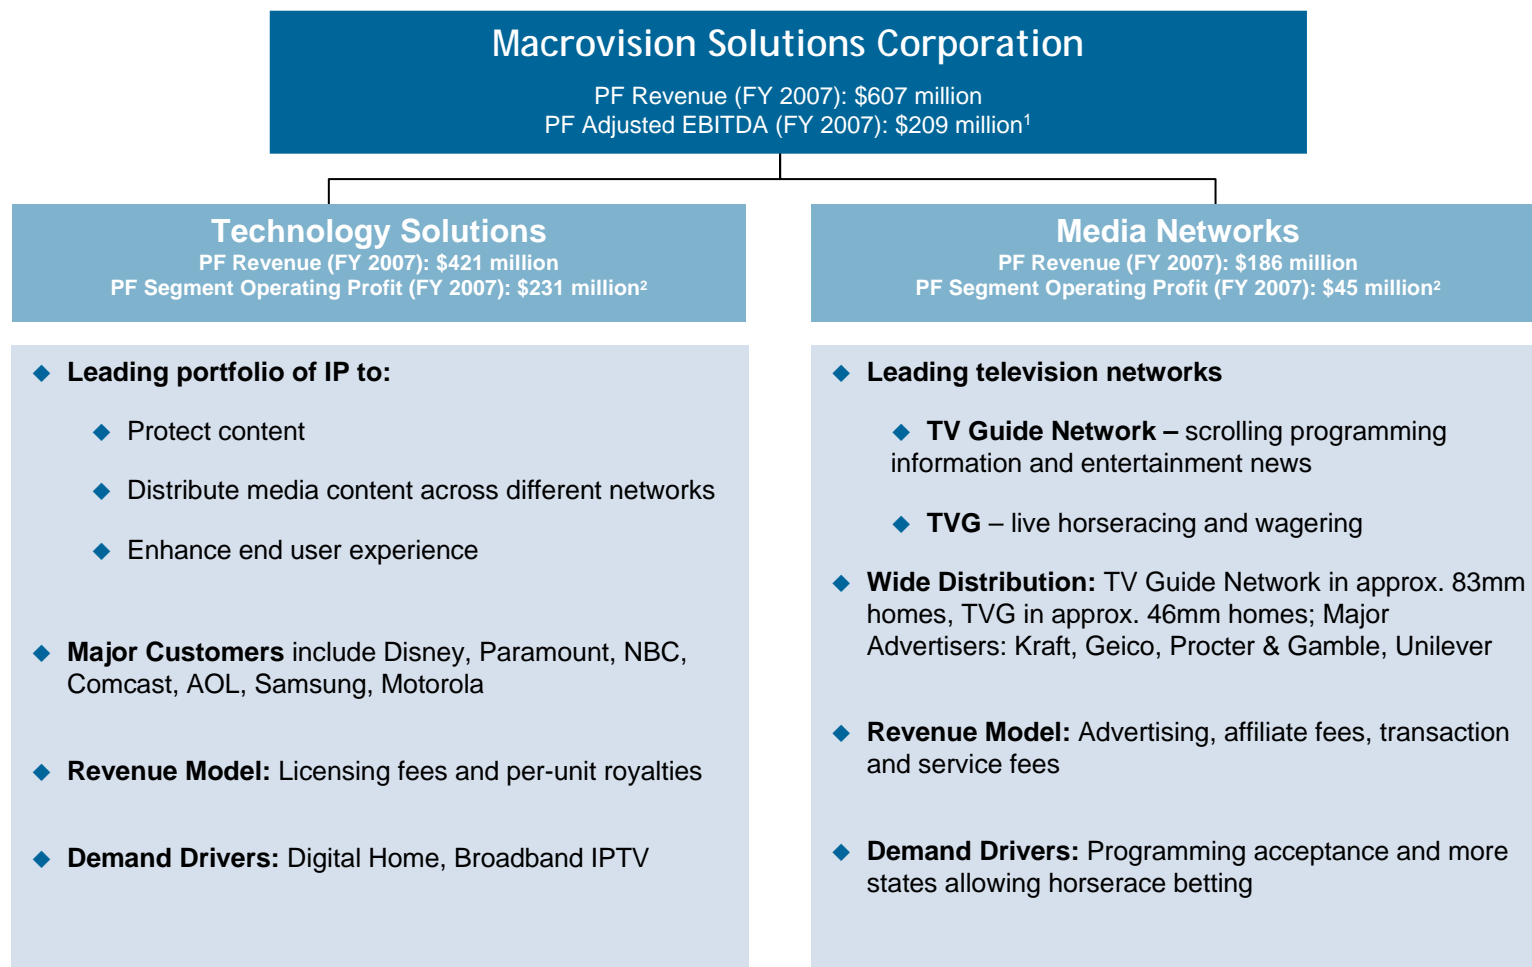 Macrovision Solutions Corporation
PF Revenue (FY 2007): $607 million
PF Adjusted EBITDA (FY 2007): $209 million¹
Technology Solutions
PF Revenue (FY 2007): $421 million
PF Segment Operating Profit (FY 2007): $231 million²
◆ Leading portfolio of IP to:
◆ Protect content
◆ Distribute media content across different networks
◆ Enhance end user experience
◆ Major Customers include Disney, Paramount, NBC,
Comcast, AOL, Samsung, Motorola
◆ Revenue Model: Licensing fees and per-unit royalties
◆ Demand Drivers: Digital Home, Broadband IPTV
Media Networks
PF Revenue (FY 2007): $186 million
PF Segment Operating Profit (FY 2007): $45 million²
◆ Leading television networks
◆ TV Guide Network – scrolling programming
information and entertainment news
◆ TVG – live horseracing and wagering
◆ Wide Distribution: TV Guide Network in approx. 83mm
homes, TVG in approx. 46mm homes; Major
Advertisers: Kraft, Geico, Procter & Gamble, Unilever
◆ Revenue Model: Advertising, affiliate fees, transaction
and service fees
◆ Demand Drivers: Programming acceptance and more
states allowing horserace betting